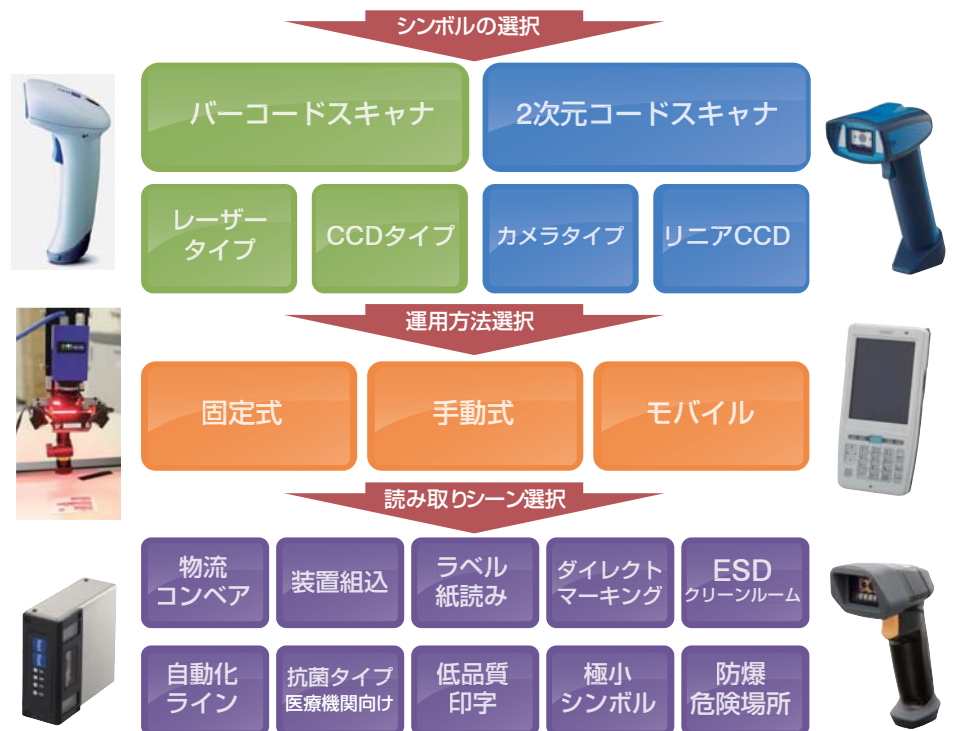 シンボルの選択
バーコードスキャナ
2次元コードスキャナ
レーザー
タイプ
CCDタイプ
カメラタイプ
リニアCCD
運用方法選択
固定式
手動式
モバイル
読み取りシーン選択
物流
コンベア
装置組込
ラベル
紙読み
ダイレクト
マーキング
ESD
クリーンルーム
自動化
ライン
抗菌タイプ
医療機関向け
低品質
印字
極小
シンボル
防爆
危険場所